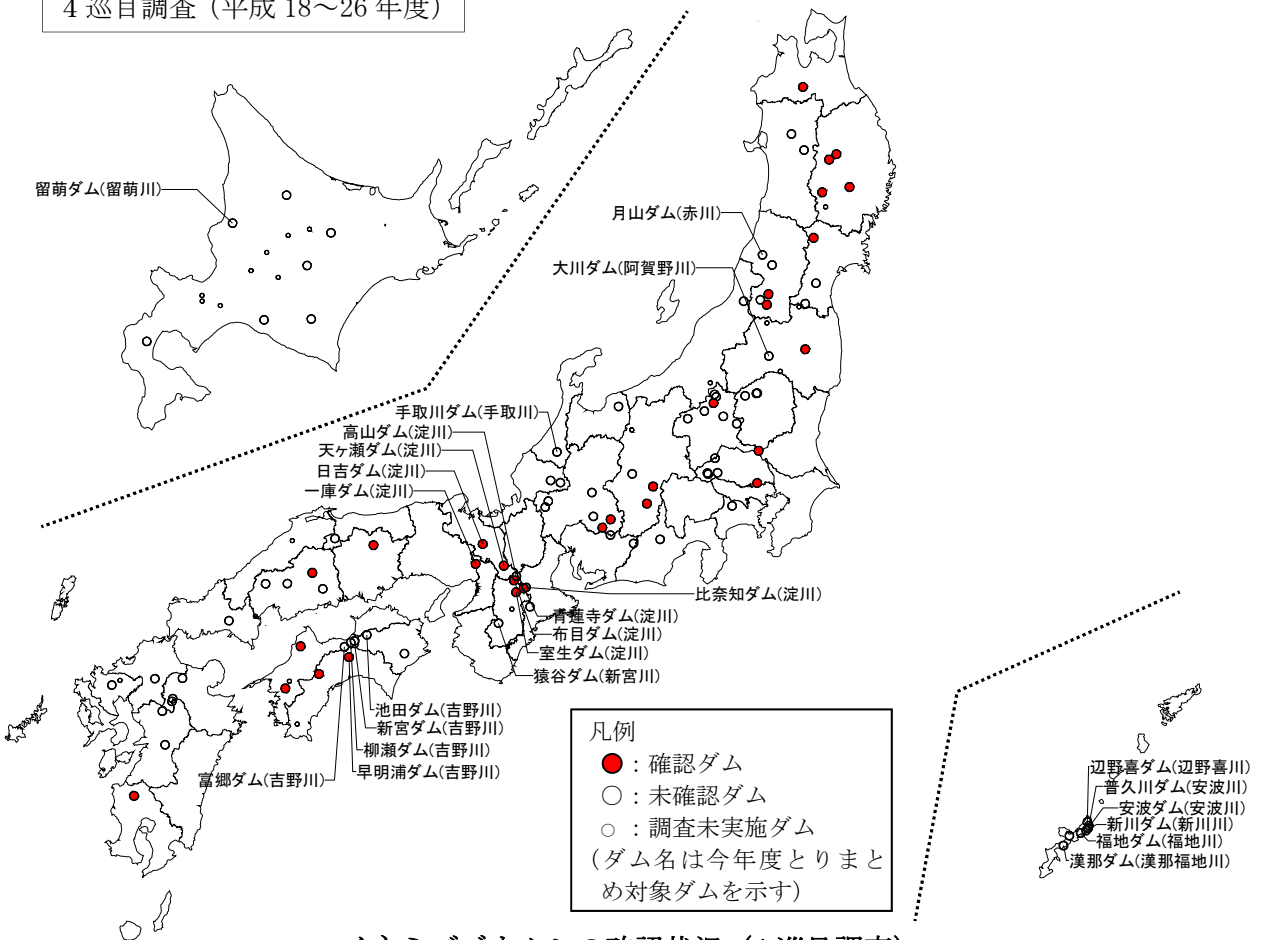 4 巡目調査（平成 18～26 年度）
留萌ダム(留萌川)
月山ダム(赤川)
大川ダム(阿賀野川)
手取川ダム(手取川)
高山ダム(淀川)
天ヶ瀬ダム(淀川)
日吉ダム(淀川)
一庫ダム(淀川)
比奈知ダム(淀川)
青蓮寺ダム(淀川)
布目ダム(淀川)
室生ダム(淀川)
猿谷ダム(新宮川)
池田ダム(吉野川)
新宮ダム(吉野川)
柳瀬ダム(吉野川)
早明浦ダム(吉野川)
富郷ダム(吉野川)
凡例
：確認ダム
○：未確認ダム
○：調査未実施ダム
(ダム名は今年度とりまと
め対象ダムを示す)
辺野喜ダム(辺野喜川)
普久川ダム(安波川)
安波ダム(安波川)
新川ダム(新川川)
福地ダム(福地川)
漢那ダム(漢那福地川)
の確認状況（4 巡目調査）